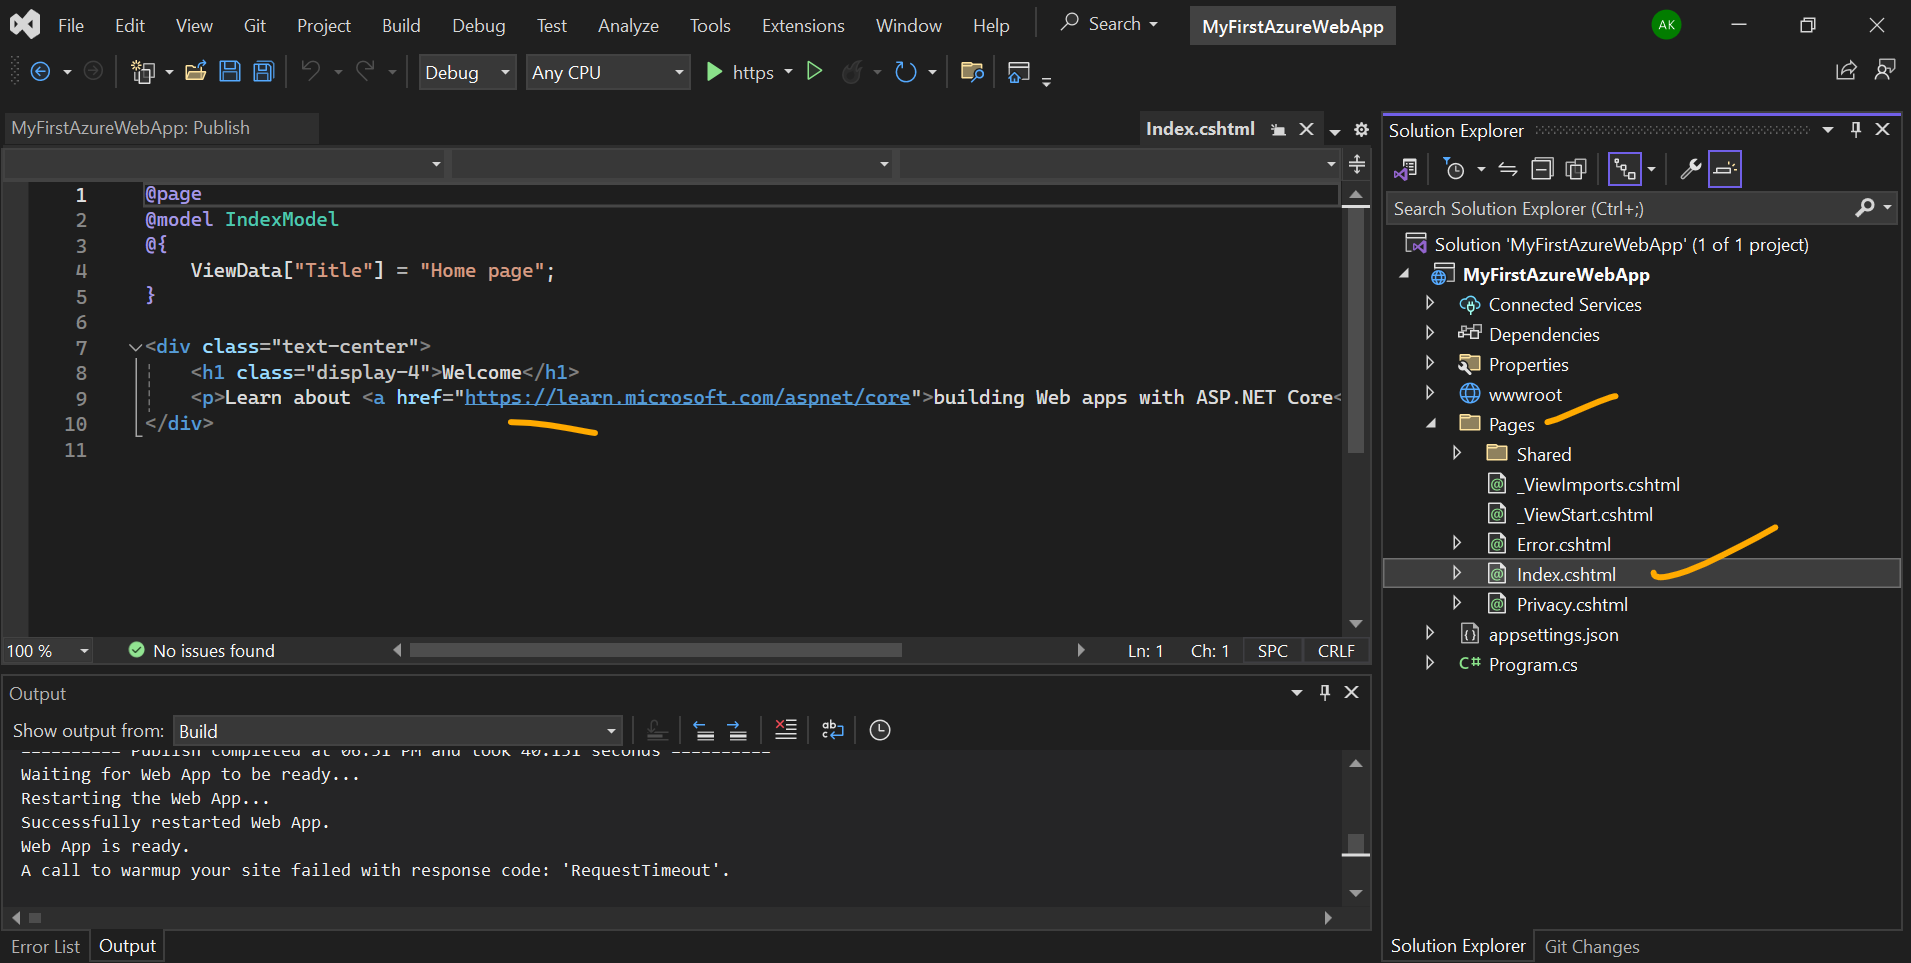 File Edit View Git Project Build Debug Test Analyze Tools Extensions Window Help Search MyFirstAzureWebApp AK
Debug Any CPU https
MyFirstAzureWebApp: Publish Index.cshtml
1 @page
2 @model IndexModel
3 @{
4 ViewData["Title"] = "Home page";
5 }
6
7 <div class="text-center">
8 <h1 class="display-4">Welcome</h1>
9 <p>Learn about <a href="https://learn.microsoft.com/aspnet/core">building Web apps with ASP.NET Core<
10 </div>
11
100 % No issues found Ln: 1 Ch: 1 SPC CRLF
Output
Show output from: Build
========== Publish completed at 06:51 PM and took 40.151 seconds ==========
Waiting for Web App to be ready...
Restarting the Web App...
Successfully restarted Web App.
Web App is ready.
A call to warmup your site failed with response code: 'RequestTimeout'.
Error List Output
Solution Explorer
Search Solution Explorer (Ctrl+;)
Solution 'MyFirstAzureWebApp' (1 of 1 project)
MyFirstAzureWebApp
Connected Services
Dependencies
Properties
wwwroot
Pages
Shared
_ViewImports.cshtml
_ViewStart.cshtml
Error.cshtml
Index.cshtml
Privacy.cshtml
appsettings.json
C# Program.cs
Solution Explorer Git Changes